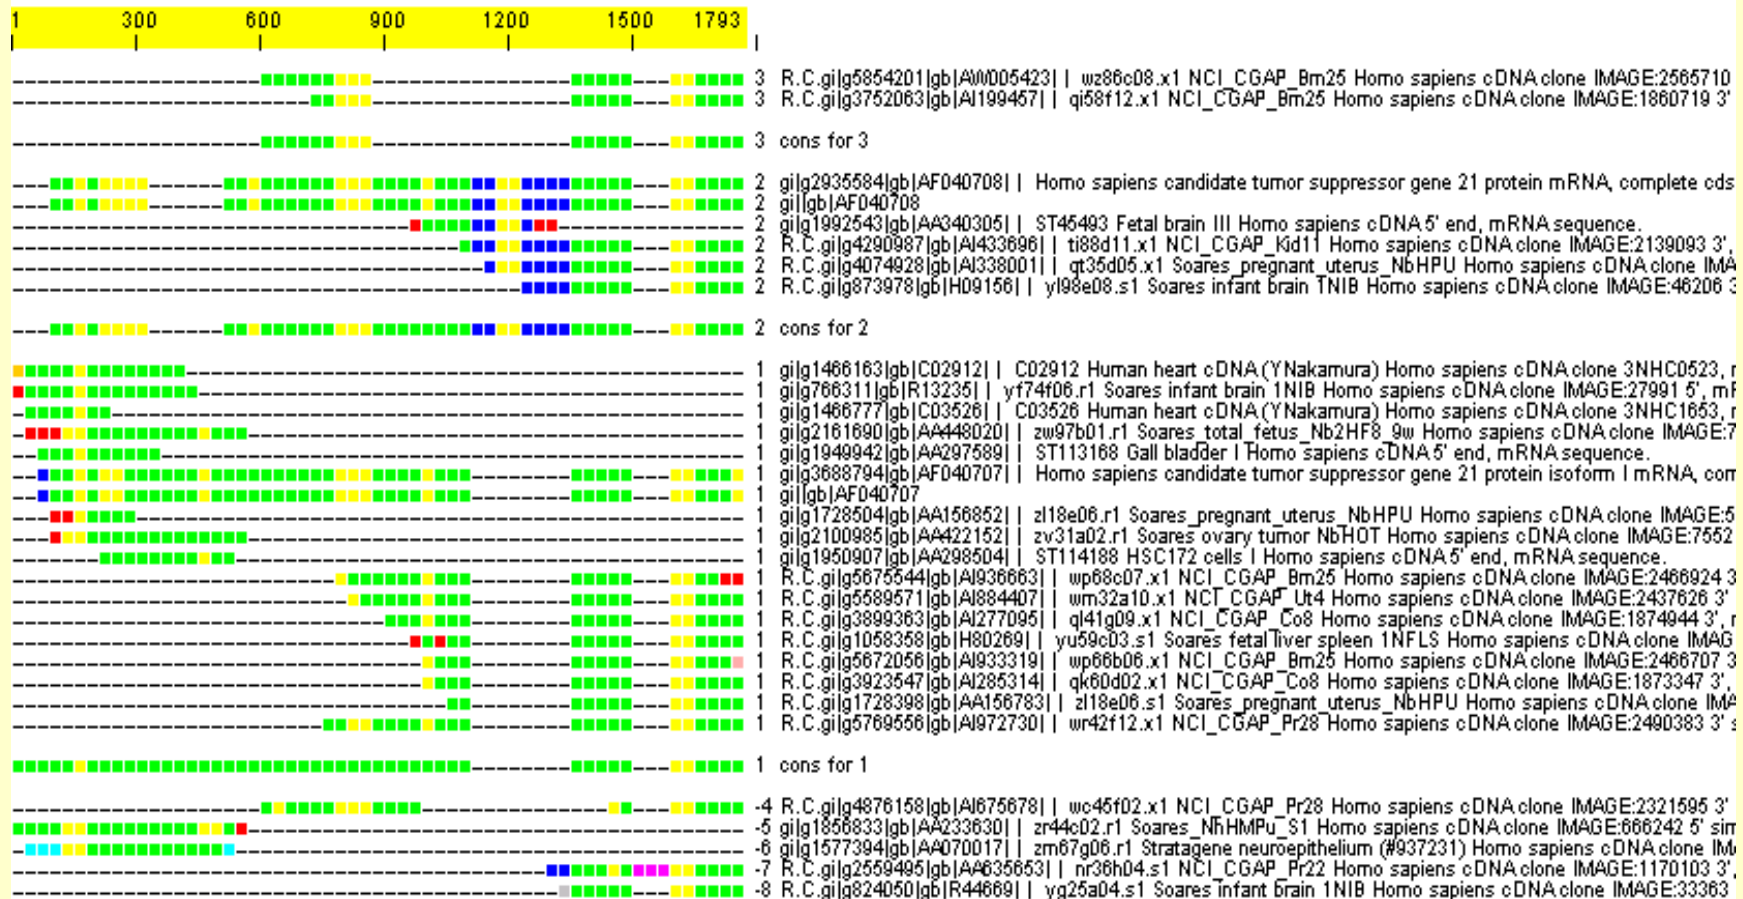 1 300 600 900 1200 1500 1793
3 R.C.gi|g5854201|gb|AW005423| | wz86c08.x1 NCI_CGAP_Brn25 Homo sapiens cDNA clone IMAGE:2565710
3 R.C.gi|g3752063|gb|AI199457| | qi58f12.x1 NCI_CGAP_Brn25 Homo sapiens cDNA clone IMAGE:1860719 3'
3 cons for 3
2 gi|g2935584|gb|AF040708| | Homo sapiens candidate tumor suppressor gene 21 protein mRNA, complete cds
2 gi||gb|AF040708
2 gi|g1992543|gb|AA340305| | ST45493 Fetal brain III Homo sapiens cDNA 5' end, mRNA sequence.
2 R.C.gi|g4290987|gb|AI433696| | ti88d11.x1 NCI_CGAP_Kid11 Homo sapiens cDNA clone IMAGE:2139093 3',
2 R.C.gi|g4074928|gb|AI338001| | qt35d05.x1 Soares_pregnant_uterus_NbHPU Homo sapiens cDNA clone IMA
2 R.C.gi|g873978|gb|H09156| | yl98e08.s1 Soares infant brain 1NIB Homo sapiens cDNA clone IMAGE:46206 3
2 cons for 2
1 gi|g1466163|gb|C02912| | C02912 Human heart cDNA (YNakamura) Homo sapiens cDNA clone 3NHC0523, r
1 gi|g766311|gb|R13235| | yf74f06.r1 Soares infant brain 1NIB Homo sapiens cDNA clone IMAGE:27991 5', mF
1 gi|g1466777|gb|C03526| | C03526 Human heart cDNA (YNakamura) Homo sapiens cDNA clone 3NHC1653, r
1 gi|g2161690|gb|AA448020| | zw97b01.r1 Soares_total_fetus_Nb2HF8_9w Homo sapiens cDNA clone IMAGE:7
1 gi|g1949942|gb|AA297589| | ST113168 Gall bladder I Homo sapiens cDNA 5' end, mRNA sequence.
1 gi|g3688794|gb|AF040707| | Homo sapiens candidate tumor suppressor gene 21 protein isoform I mRNA, com
1 gi||gb|AF040707
1 gi|g1728504|gb|AA156852| | zl18e06.r1 Soares_pregnant_uterus_NbHPU Homo sapiens cDNA clone IMAGE:5
1 gi|g2100985|gb|AA422152| | zv31a02.r1 Soares ovary tumor NbHOT Homo sapiens cDNA clone IMAGE:7552
1 gi|g1950907|gb|AA298504| | ST114188 HSC172 cells I Homo sapiens cDNA 5' end, mRNA sequence.
1 R.C.gi|g5675544|gb|AI936663| | wp68c07.x1 NCI_CGAP_Brn25 Homo sapiens cDNA clone IMAGE:2466924 3
1 R.C.gi|g5589571|gb|AI884407| | wm32a10.x1 NCI_CGAP_Ut4 Homo sapiens cDNA clone IMAGE:2437626 3'
1 R.C.gi|g3899363|gb|AI277095| | ql41g09.x1 NCI_CGAP_Co8 Homo sapiens cDNA clone IMAGE:1874944 3', r
1 R.C.gi|g1058358|gb|H80269| | yu59c03.s1 Soares fetal liver spleen 1NFLS Homo sapiens cDNA clone IMAG
1 R.C.gi|g5672056|gb|AI933319| | wp66b06.x1 NCI_CGAP_Brn25 Homo sapiens cDNA clone IMAGE:2466707 3
1 R.C.gi|g3923547|gb|AI285314| | qk60d02.x1 NCI_CGAP_Co8 Homo sapiens cDNA clone IMAGE:1873347 3',
1 R.C.gi|g1728398|gb|AA156783| | zl18e06.s1 Soares_pregnant_uterus_NbHPU Homo sapiens cDNA clone IMA
1 R.C.gi|g5769556|gb|AI972730| | wr42f12.x1 NCI_CGAP_Pr28 Homo sapiens cDNA clone IMAGE:2490383 3' s
1 cons for 1
-4 R.C.gi|g4876158|gb|AI675678| | wc45f02.x1 NCI_CGAP_Pr28 Homo sapiens cDNA clone IMAGE:2321595 3'
-5 gi|g1856833|gb|AA233630| | zr44c02.r1 Soares_NhHMPu_S1 Homo sapiens cDNA clone IMAGE:666242 5' sim
-6 gi|g1577394|gb|AA070017| | zm67g06.r1 Stratagene neuroepithelium (#937231) Homo sapiens cDNA clone IM
-7 R.C.gi|g2559495|gb|AA635653| | nr36h04.s1 NCI_CGAP_Pr22 Homo sapiens cDNA clone IMAGE:1170103 3',
-8 R.C.gi|g824050|gb|R44669| | yg25a04.s1 Soares infant brain 1NIB Homo sapiens cDNA clone IMAGE:33363